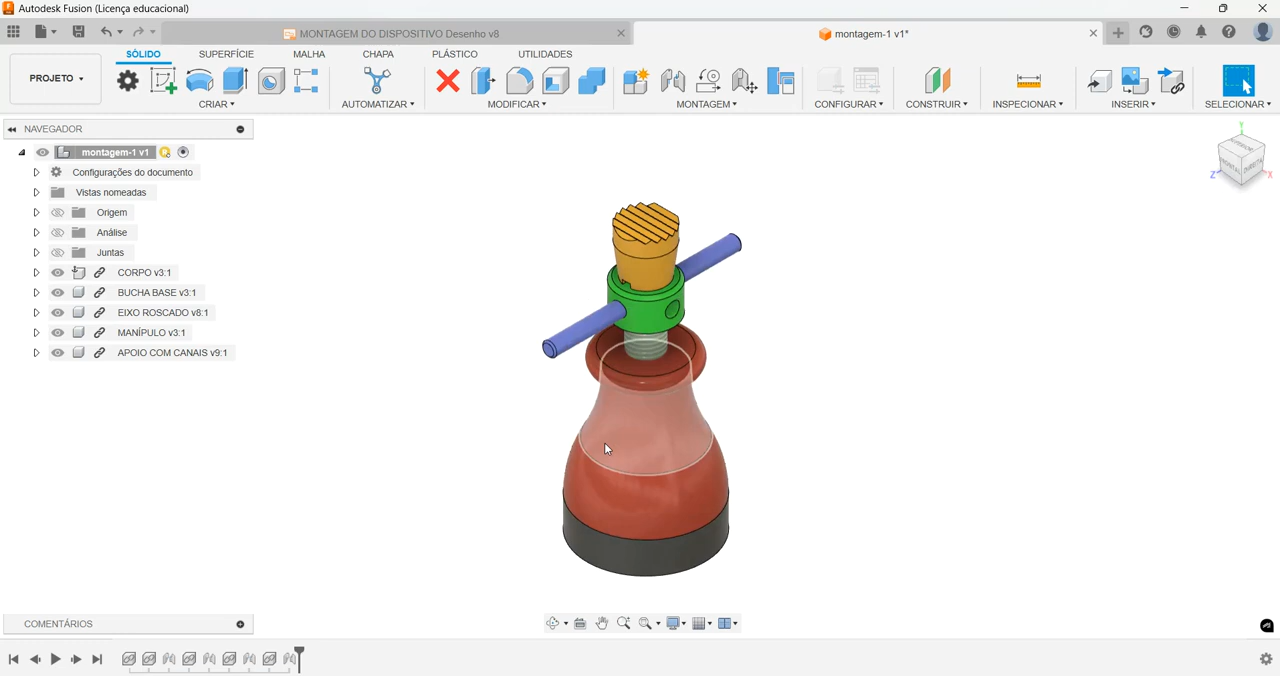 Autodesk Fusion (Licença educacional)
MONTAGEM DO DISPOSITIVO Desenho v8
montagem-1 v1*
SÓLIDO SUPERFÍCIE MALHA CHAPA PLÁSTICO UTILIDADES
PROJETO
CRIAR AUTOMATIZAR MODIFICAR MONTAGEM CONFIGURAR CONSTRUIR INSPECIONAR INSERIR SELECIONAR
NAVEGADOR
montagem-1 v1
Configurações do documento
Vistas nomeadas
Origem
Análise
Juntas
CORPO v3:1
BUCHA BASE v3:1
EIXO ROSCADO v8:1
MANÍPULO v3:1
APOIO COM CANAIS v9:1
Y
FRONTAL DIREITA
Z X
COMENTÁRIOS